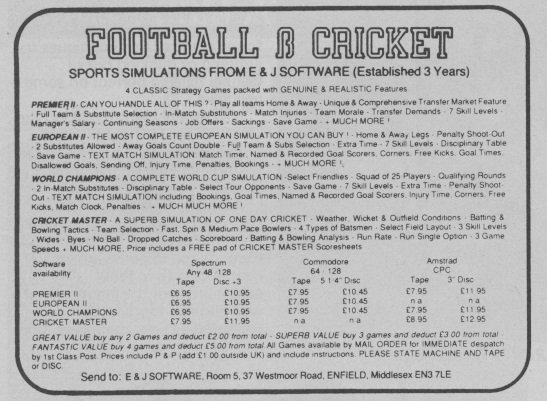 FOOTBALL & CRICKET
SPORTS SIMULATIONS FROM E & J SOFTWARE (Established 3 Years)
4 CLASSIC Strategy Games packed with GENUINE & REALISTIC Features
PREMIER II - CAN YOU HANDLE ALL OF THIS ? - Play all teams Home & Away - Unique & Comprehensive Transfer Market Feature
- Full Team & Substitute Selection - In-Match Substitutions - Match Injuries - Team Morale - Transfer Demands - 7 Skill Levels -
Manager's Salary - Continuing Seasons - Job Offers - Sackings - Save Game - + MUCH MORE !
EUROPEAN II - THE MOST COMPLETE EUROPEAN SIMULATION YOU CAN BUY ! - Home & Away Legs - Penalty Shoot-Out
- 2 Substitutes Allowed - Away Goals Count Double - Full Team & Subs Selection - Extra Time - 7 Skill Levels - Disciplinary Table
- Save Game - TEXT MATCH SIMULATION: Match Timer, Named & Recorded Goal Scorers, Corners, Free Kicks, Goal Times,
Disallowed Goals, Sending Off, Injury Time, Penalties, Bookings - + MUCH MORE !,
WORLD CHAMPIONS - A COMPLETE WORLD CUP SIMULATION -Select Friendlies - Squad of 25 Players - Qualifying Rounds
- 2 In-Match Substitutes - Disciplinary Table - Select Tour Opponents - Save Game - 7 Skill Levels - Extra Time - Penalty Shoot-
Out - TEXT MATCH SIMULATION including: Bookings, Goal Times, Named & Recorded Goal Scorers, Injury Time, Corners, Free
Kicks, Match Clock, Penalties - + MUCH MUCH MORE !
CRICKET MASTER - A SUPERB SIMULATION OF ONE DAY CRICKET - Weather, Wicket & Outfield Conditions - Batting &
Bowling Tactics - Team Selection - Fast, Spin & Medium Pace Bowlers - 4 Types of Batsmen - Select Field Layout - 3 Skill Levels
- Wides - Byes - No Ball - Dropped Catches - Scoreboard - Batting & Bowling Analysis - Run Rate - Run Single Option - 3 Game
Speeds + MUCH MORE, Price includes a FREE pad of CRICKET MASTER Scoresheets
Software Spectrum Commodore Amstrad
availability Any 48 -128 64 - 128 CPC
Tape Disc +3 Tape 5 1·4" Disc Tape 3" Disc
PREMIER II £6.95 £10.95 £7.95 £10.45 £7.95 £11.95
EUROPEAN II £6.95 £10.95 £7.95 £10.45 n a n a
WORLD CHAMPIONS £6.95 £10.95 £7.95 £10.45 £7.95 £11.95
CRICKET MASTER £7.95 £11.95 n a n a £8.95 £12.95
GREAT VALUE buy any 2 Games and deduct £2.00 from total - SUPERB VALUE buy 3 games and deduct £3.00 from total -
FANTASTIC VALUE buy 4 games and deduct £5.00 from total. All Games available by MAIL ORDER for IMMEDIATE despatch
by 1st Class Post. Prices include P & P (add £1.00 outside UK) and include instructions. PLEASE STATE MACHINE AND TAPE
or DISC.
Send to: E & J SOFTWARE, Room 5, 37 Westmoor Road, ENFIELD, Middlesex EN3 7LE